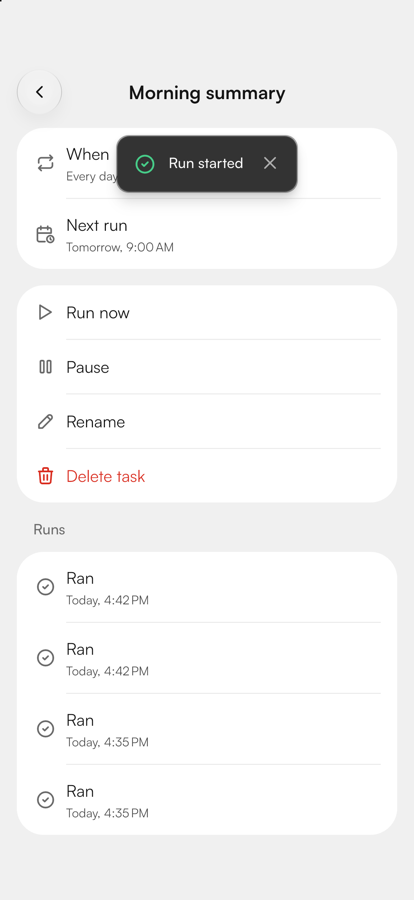 Morning summary
When
Every day
Run started
Next run
Tomorrow, 9:00 AM
Run now
Pause
Rename
Delete task
Runs
Ran
Today, 4:42 PM
Ran
Today, 4:42 PM
Ran
Today, 4:35 PM
Ran
Today, 4:35 PM